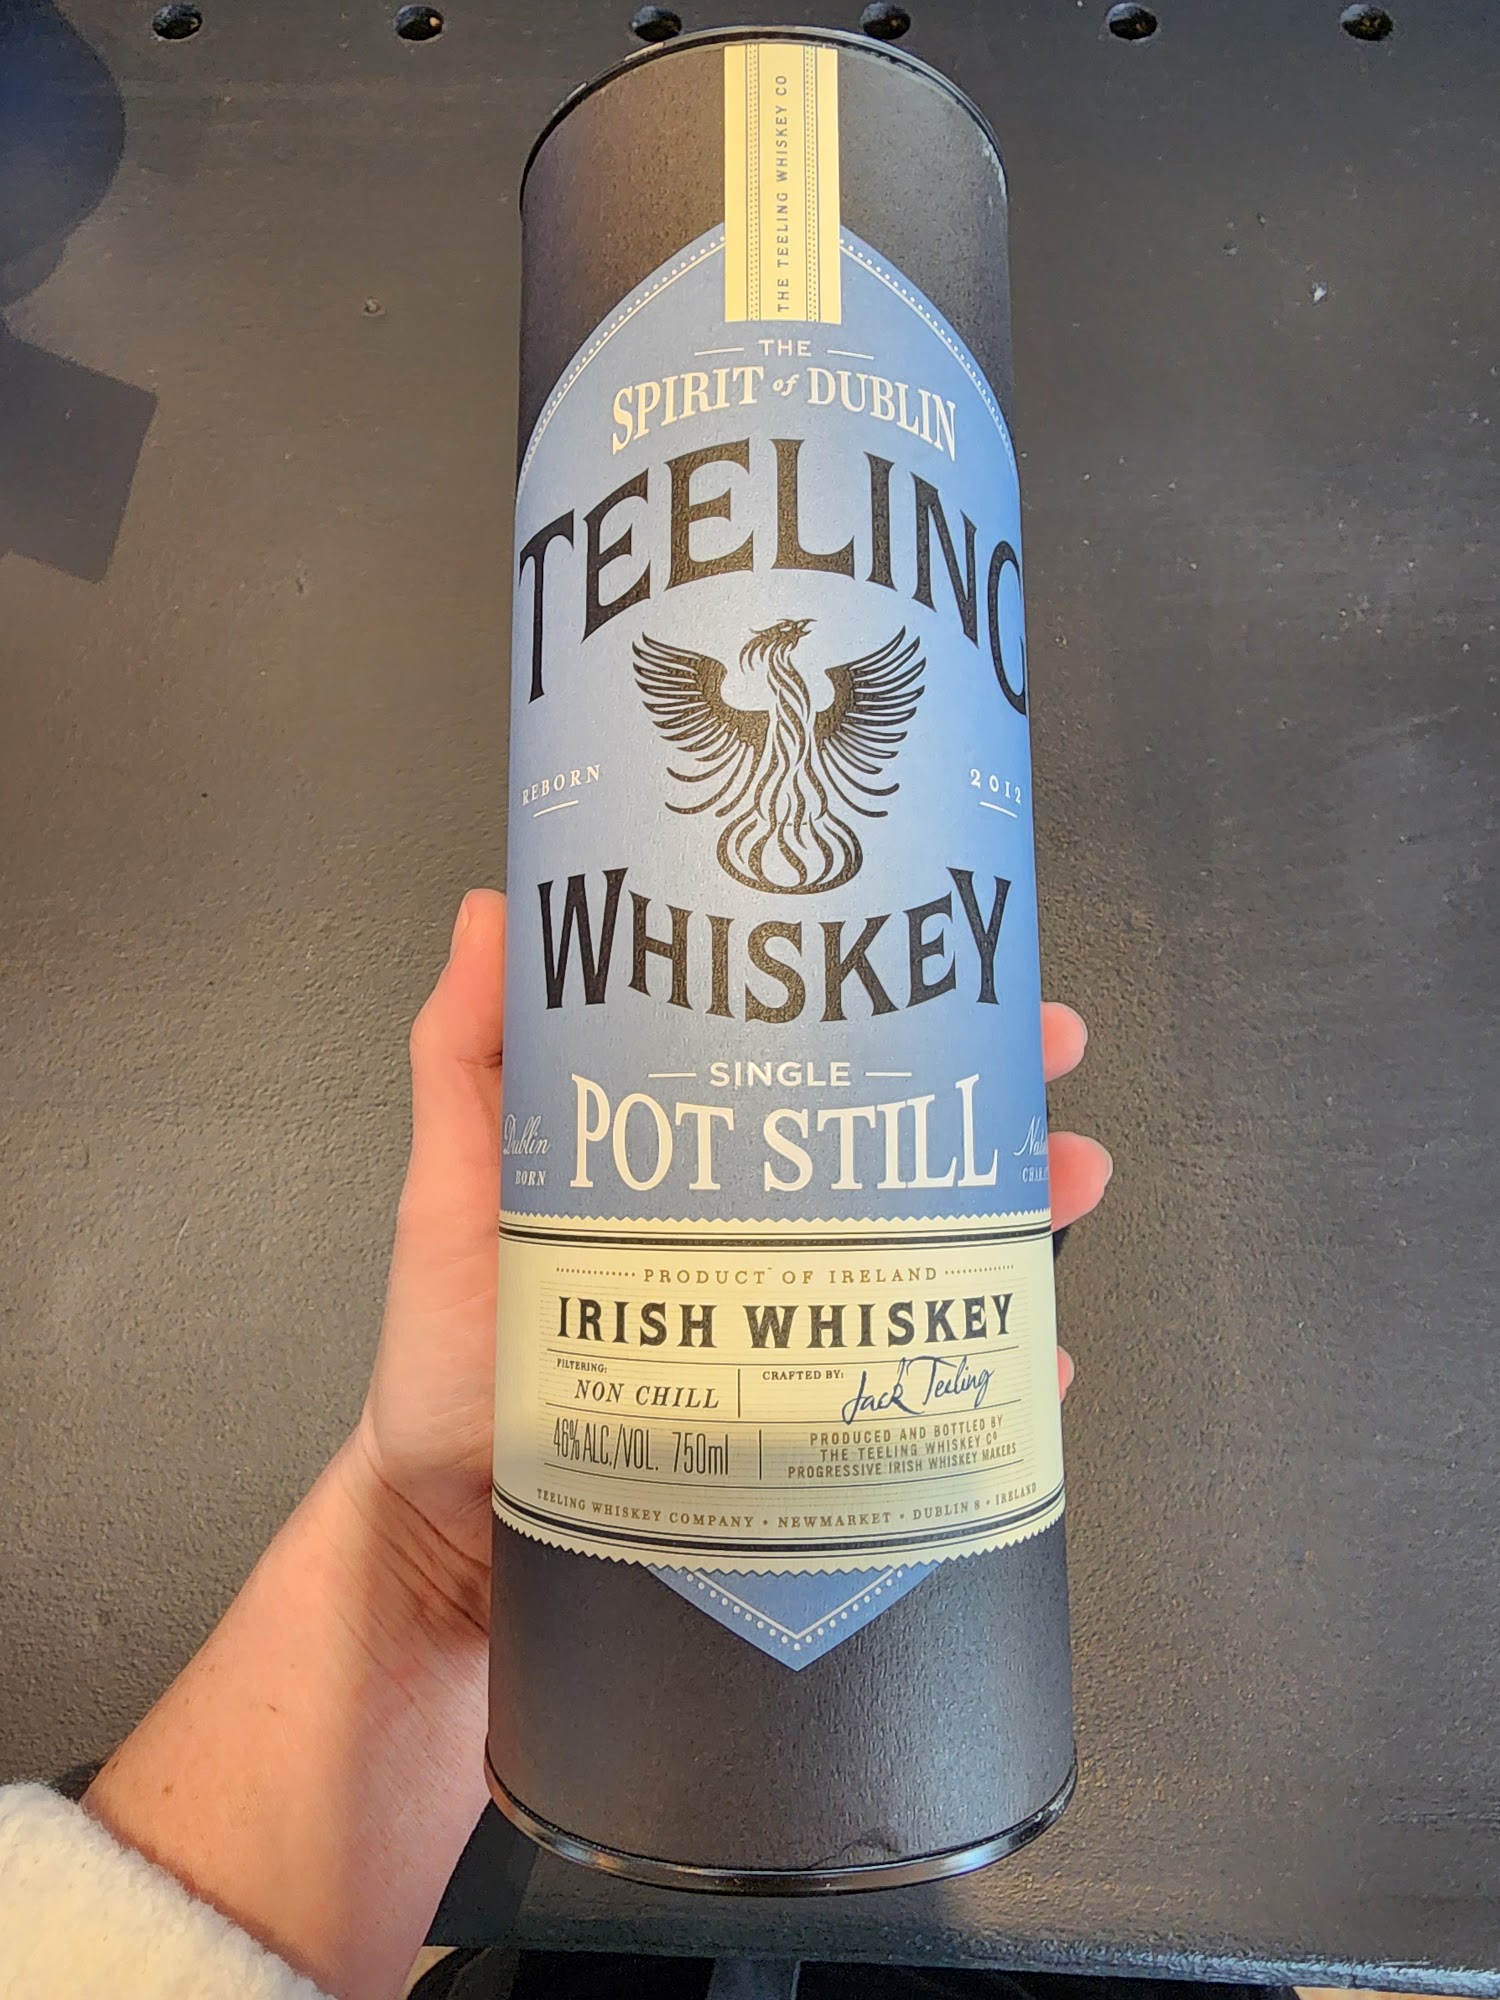 THE TEELING WHISKEY CO
THE
SPIRIT of DUBLIN
TEELING
REBORN
2012
WHISKEY
SINGLE
POT STILL
Dublin
BORN
PRODUCT OF IRELAND
IRISH WHISKEY
FILTERING:
NON CHILL
CRAFTED BY:
Jack Teeling
46% ALC./VOL. 750ml
PRODUCED AND BOTTLED BY
THE TEELING WHISKEY Co
PROGRESSIVE IRISH WHISKEY MAKERS
TEELING WHISKEY COMPANY • NEWMARKET • DUBLIN 8 • IRELAND